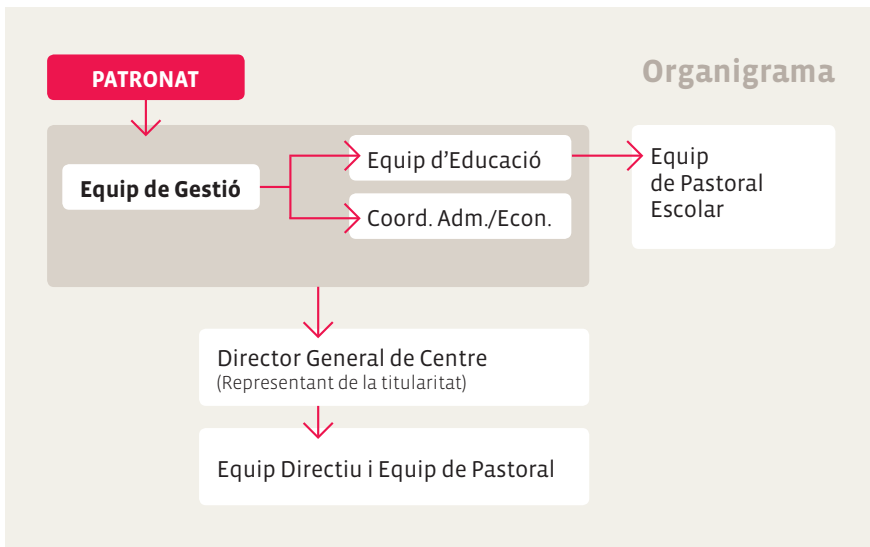 Organigrama
PATRONAT
Equip de Gestió
Equip d’Educació
Coord. Adm./Econ.
Equip
de Pastoral
Escolar
Director General de Centre
(Representant de la titularitat)
Equip Directiu i Equip de Pastoral